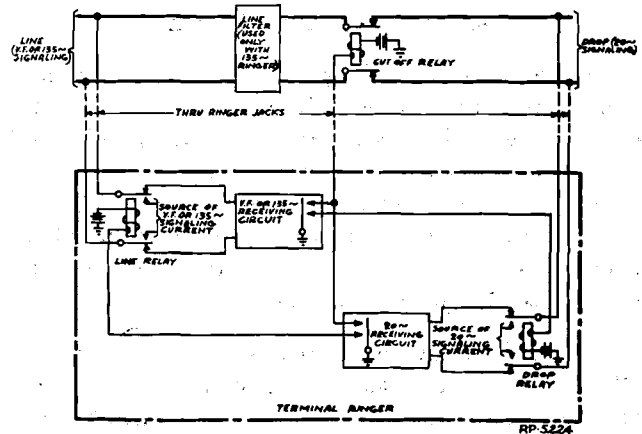 LINE
(V.F. OR 135~
SIGNALING)
LINE
FILTER
(USED
ONLY
WITH
135~
RINGER)
CUT OFF RELAY
DROP (20~
SIGNALING)
THRU RINGER JACKS
SOURCE OF
V.F. OR 135~
SIGNALING
CURRENT
LINE RELAY
V.F. OR 135~
RECEIVING
CIRCUIT
20~
RECEIVING
CIRCUIT
SOURCE OF
20~
SIGNALING
CURRENT
DROP
RELAY
TERMINAL RINGER
RP-5224